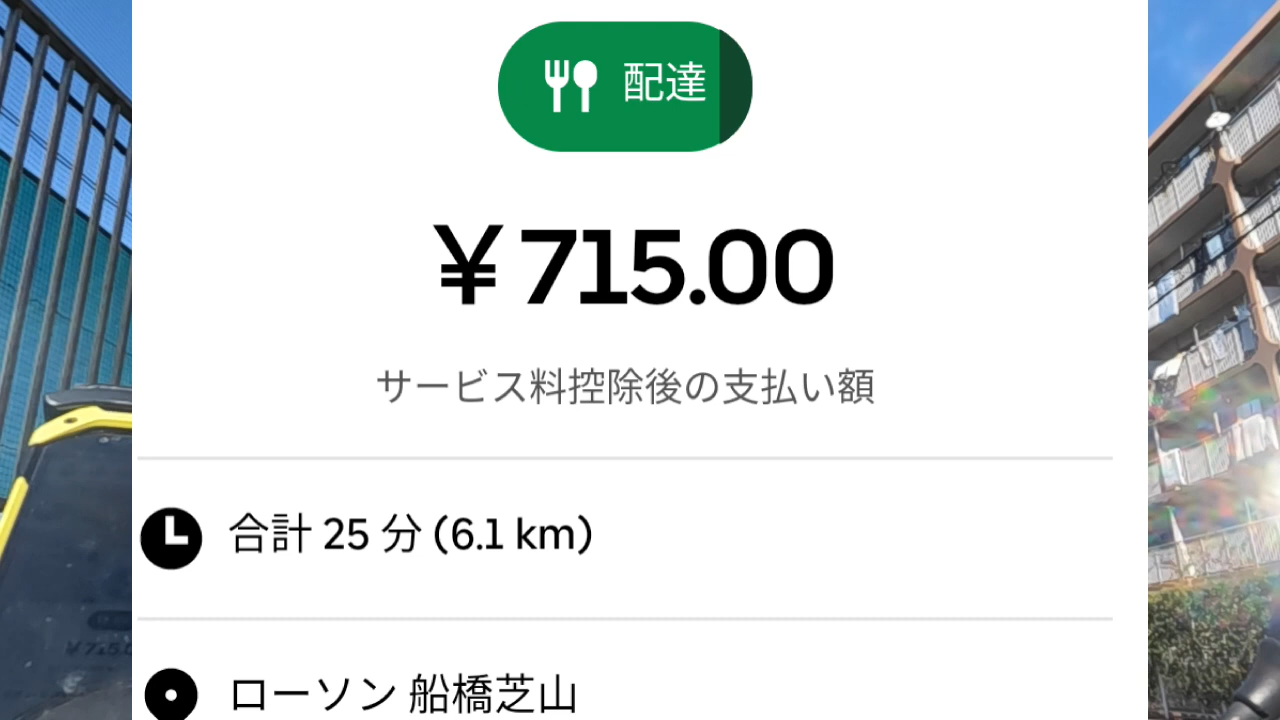 配達
¥715.00
サービス料控除後の支払い額
合計 25 分 (6.1 km)
ローソン 船橋芝山